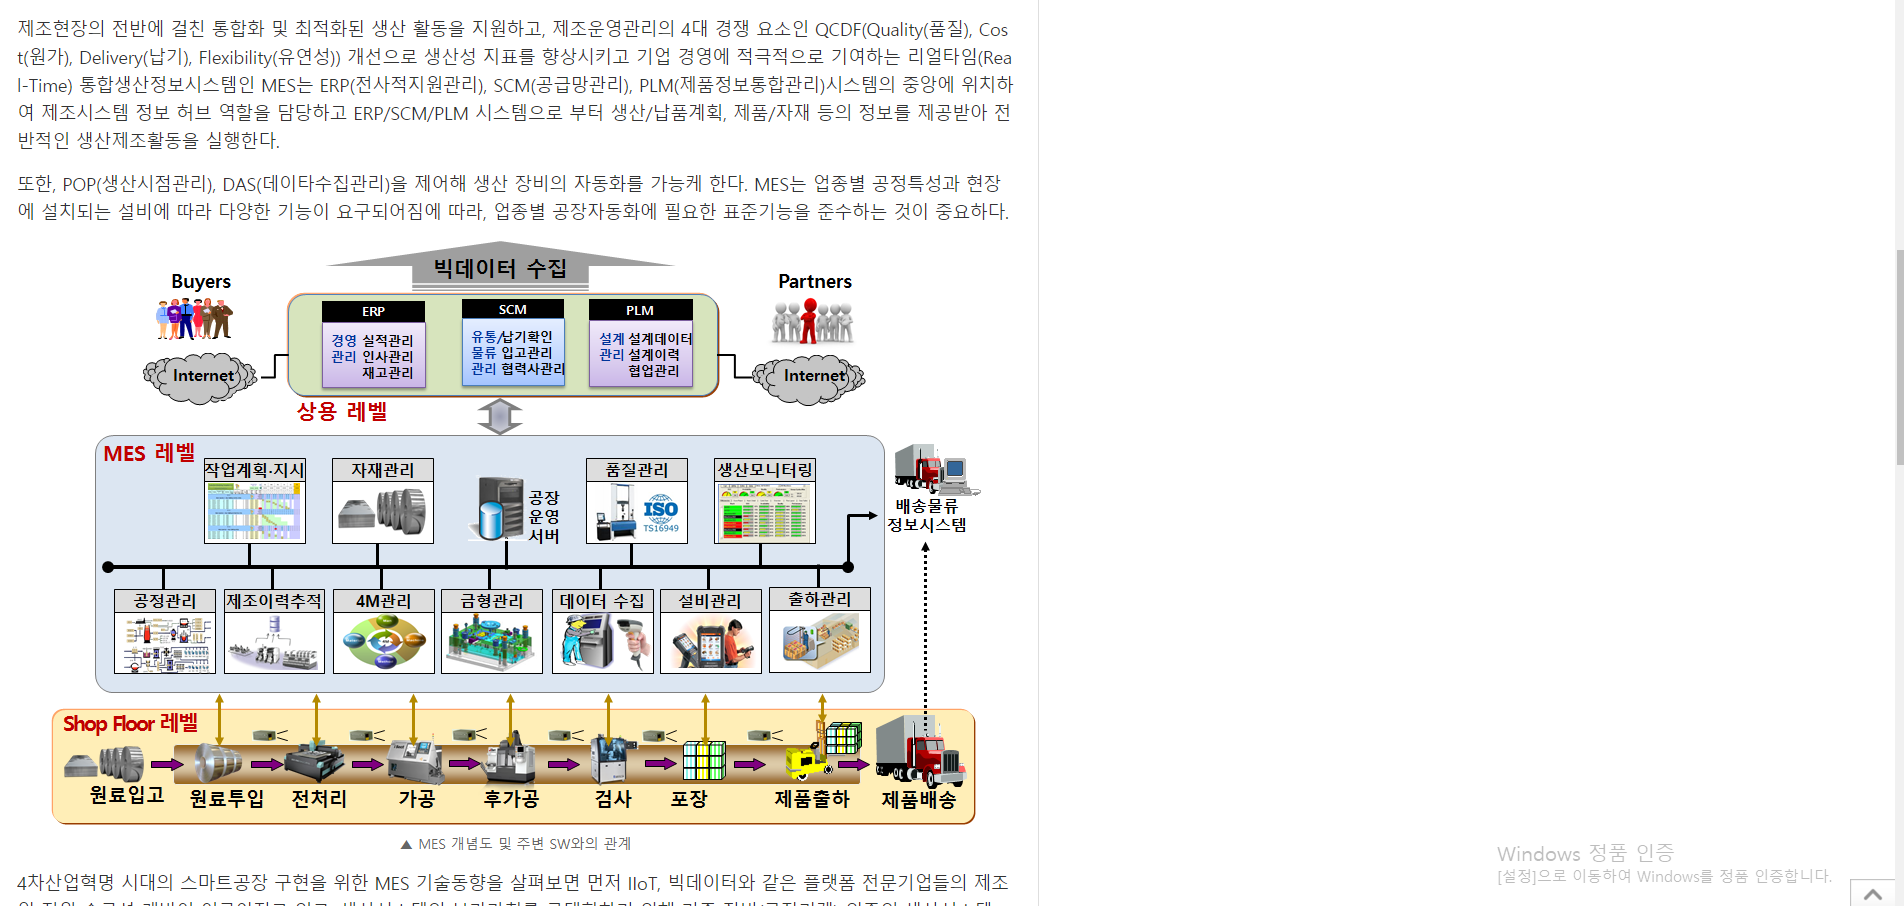 제조현장의 전반에 걸친 통합화 및 최적화된 생산 활동을 지원하고, 제조운영관리의 4대 경쟁 요소인 QCDF(Quality(품질), Cos
t(원가), Delivery(납기), Flexibility(유연성)) 개선으로 생산성 지표를 향상시키고 기업 경영에 적극적으로 기여하는 리얼타임(Rea
l-Time) 통합생산정보시스템인 MES는 ERP(전사적지원관리), SCM(공급망관리), PLM(제품정보통합관리)시스템의 중앙에 위치하
여 제조시스템 정보 허브 역할을 담당하고 ERP/SCM/PLM 시스템으로 부터 생산/납품계획, 제품/자재 등의 정보를 제공받아 전
반적인 생산제조활동을 실행한다.
또한, POP(생산시점관리), DAS(데이타수집관리)을 제어해 생산 장비의 자동화를 가능케 한다. MES는 업종별 공정특성과 현장
에 설치되는 설비에 따라 다양한 기능이 요구되어짐에 따라, 업종별 공장자동화에 필요한 표준기능을 준수하는 것이 중요하다.
빅데이터 수집
Buyers
Partners
ERP
SCM
PLM
경영 실적관리
관리 인사관리
재고관리
유통/납기확인
물류 입고관리
관리 협력사관리
설계 설계데이터
관리 설계이력
협업관리
Internet
Internet
상용 레벨
MES 레벨
작업계획·지시
자재관리
공장
운영
서버
품질관리
ISO
TS16949
생산모니터링
배송물류
정보시스템
공정관리
제조이력추적
4M관리
금형관리
데이터 수집
설비관리
출하관리
Shop Floor 레벨
원료입고
원료투입
전처리
가공
후가공
검사
포장
제품출하
제품배송
▲ MES 개념도 및 주변 SW와의 관계
Windows 정품 인증
[설정]으로 이동하여 Windows를 정품 인증합니다.
4차산업혁명 시대의 스마트공장 구현을 위한 MES 기술동향을 살펴보면 먼저 IIoT, 빅데이터와 같은 플랫폼 전문기업들의 제조